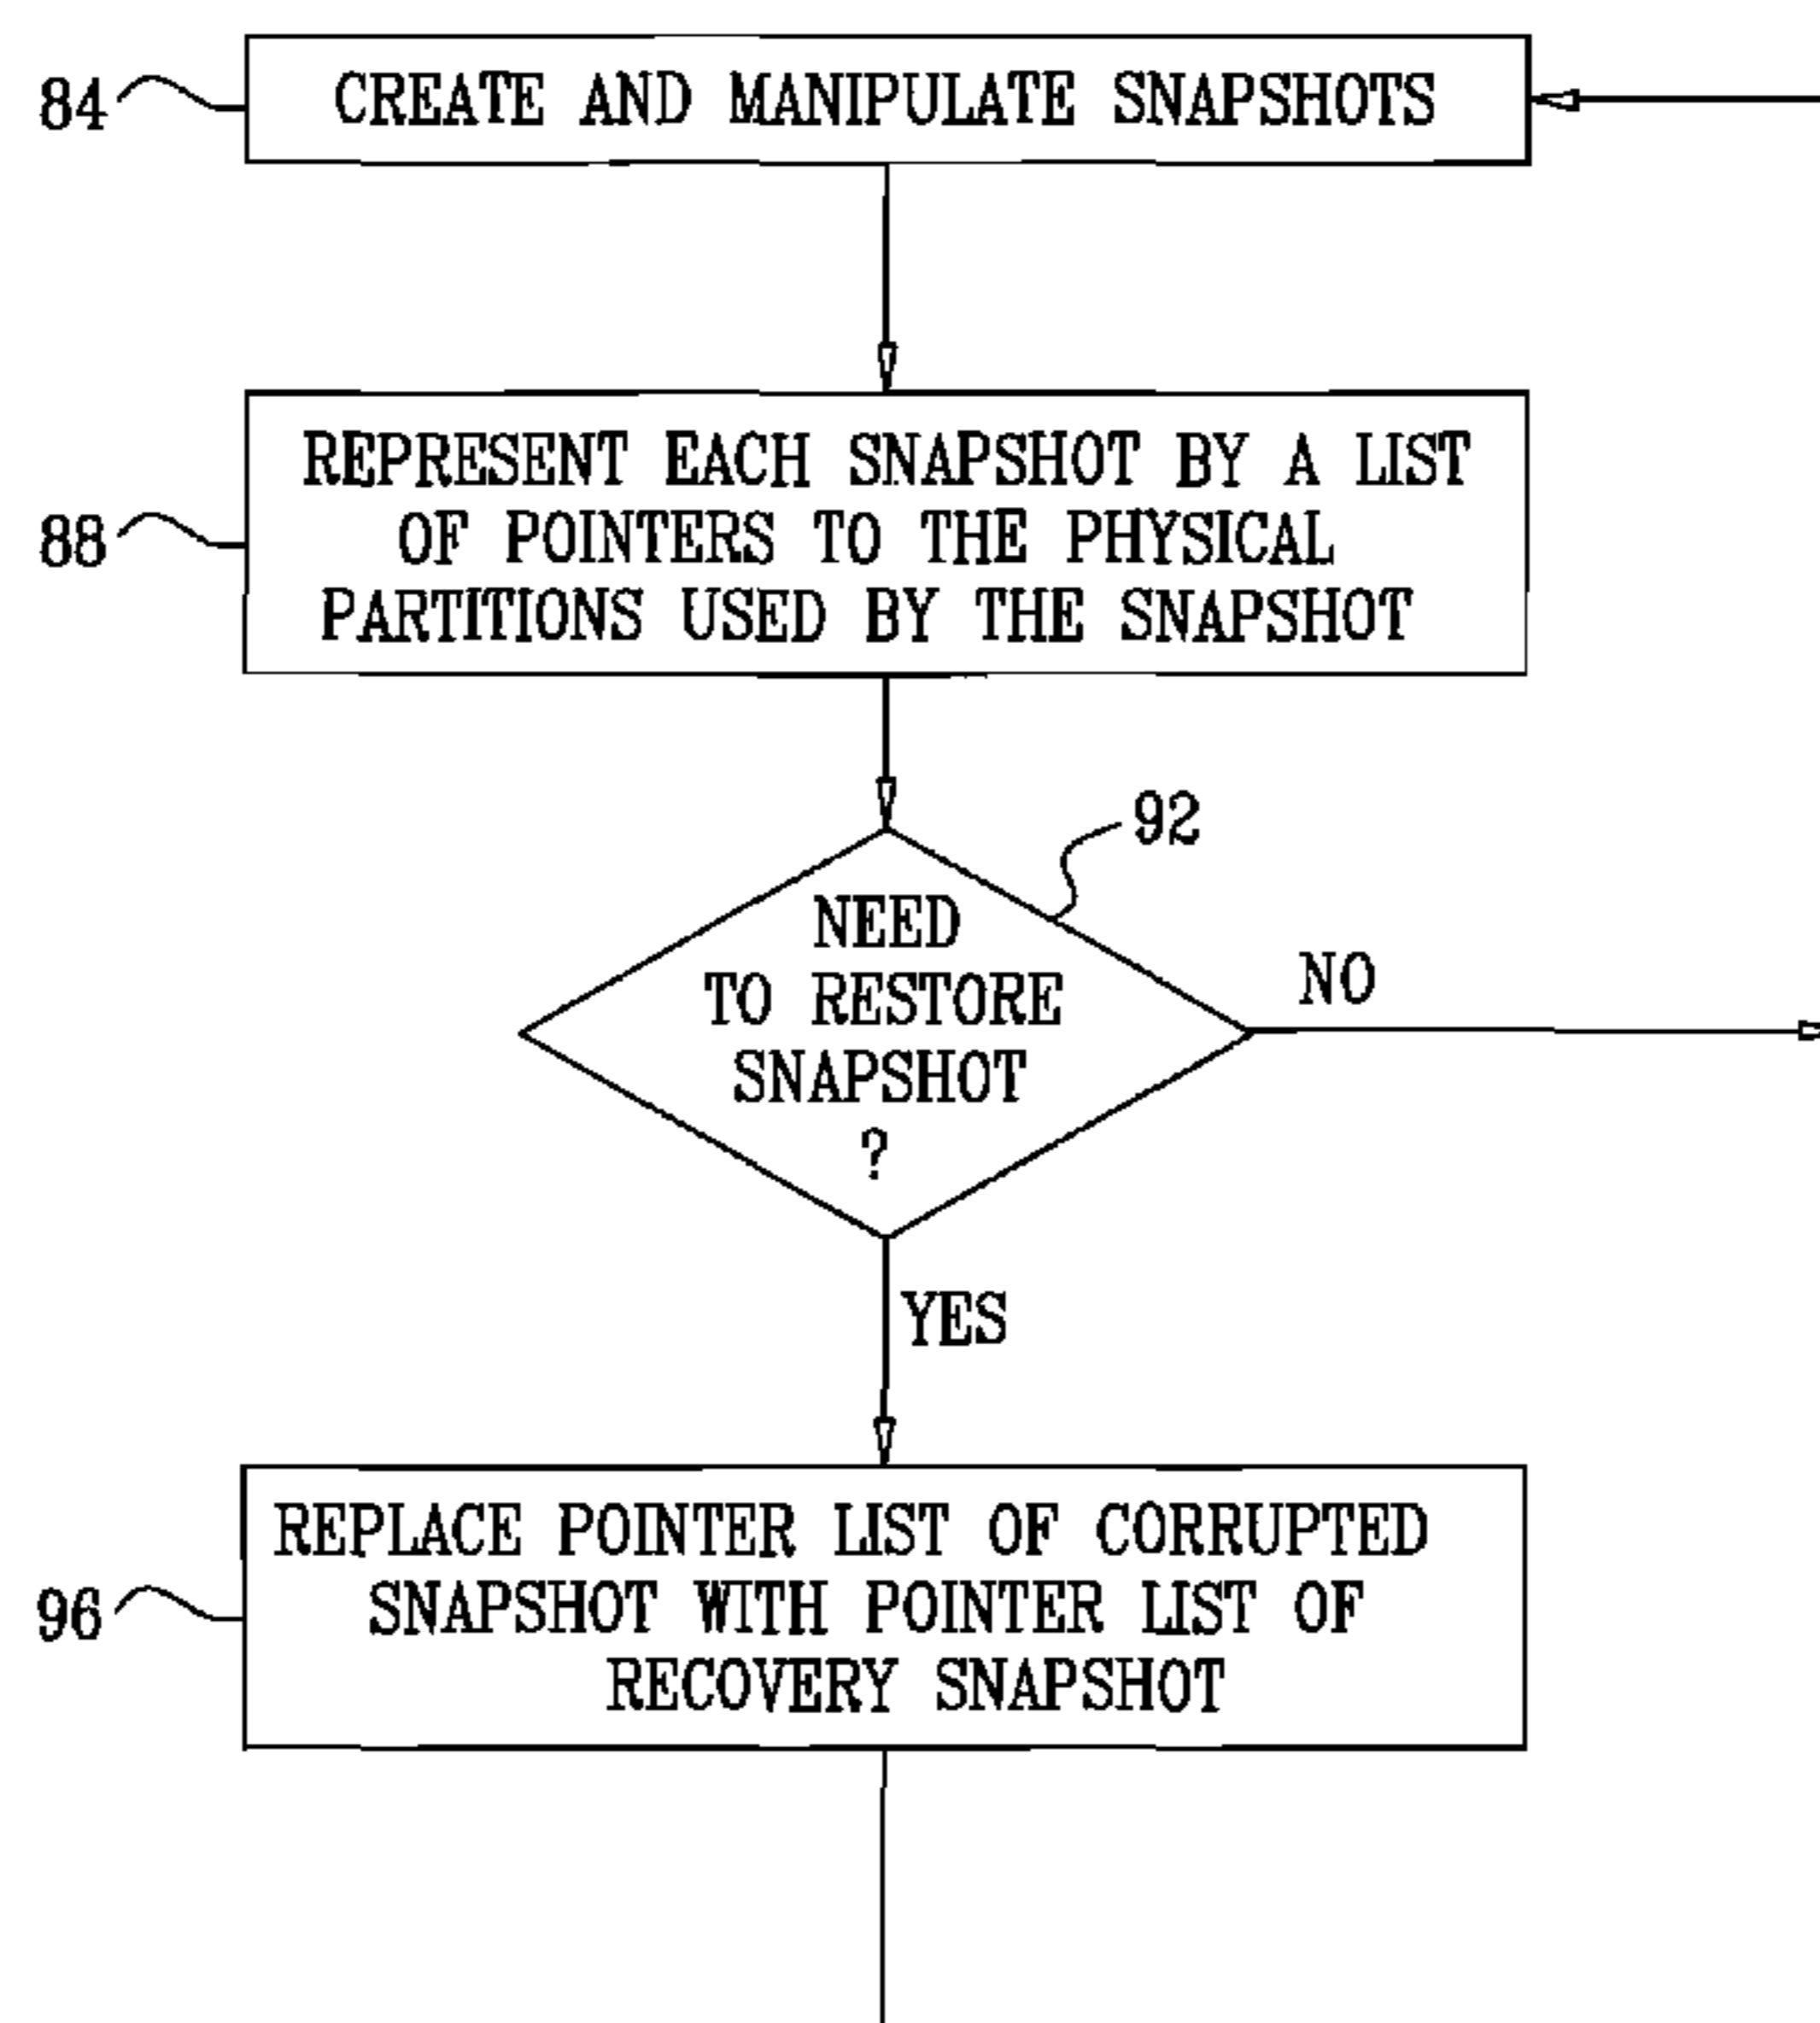 84
CREATE AND MANIPULATE SNAPSHOTS
88
REPRESENT EACH SNAPSHOT BY A LIST
OF POINTERS TO THE PHYSICAL
PARTITIONS USED BY THE SNAPSHOT
92
NEED
TO RESTORE
SNAPSHOT
?
NO
YES
96
REPLACE POINTER LIST OF CORRUPTED
SNAPSHOT WITH POINTER LIST OF
RECOVERY SNAPSHOT